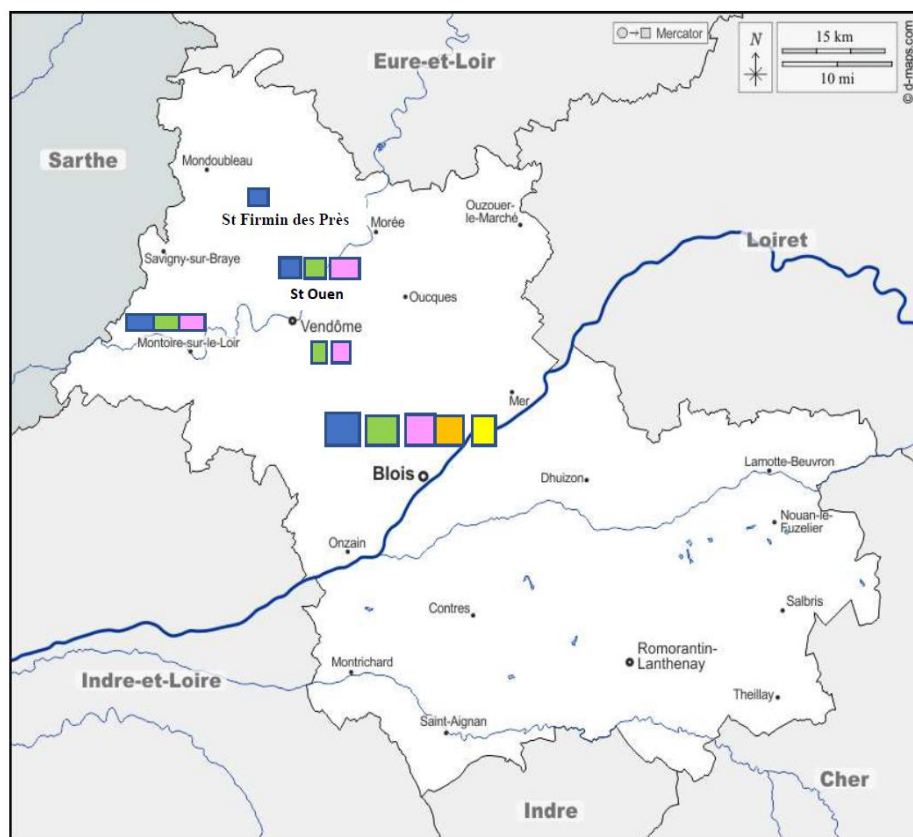 Mercator
N
15 km
10 mi
© d-maps.com
Eure-et-Loir
Sarthe
Mondoubleau
St Firmin des Près
Morée
Ouzouer-
le-Marché
Loiret
Savigny-sur-Braye
St Ouen
Oucques
Vendôme
Montoire-sur-le-Loir
Mer
Blois
Dhuizon
Lamotte-Beuvron
Nouan-le-
Fuzelier
Onzain
Contres
Salbris
Romorantin-
Lanthenay
Montrichard
Indre-et-Loire
Theillay
Saint-Aignan
Cher
Indre